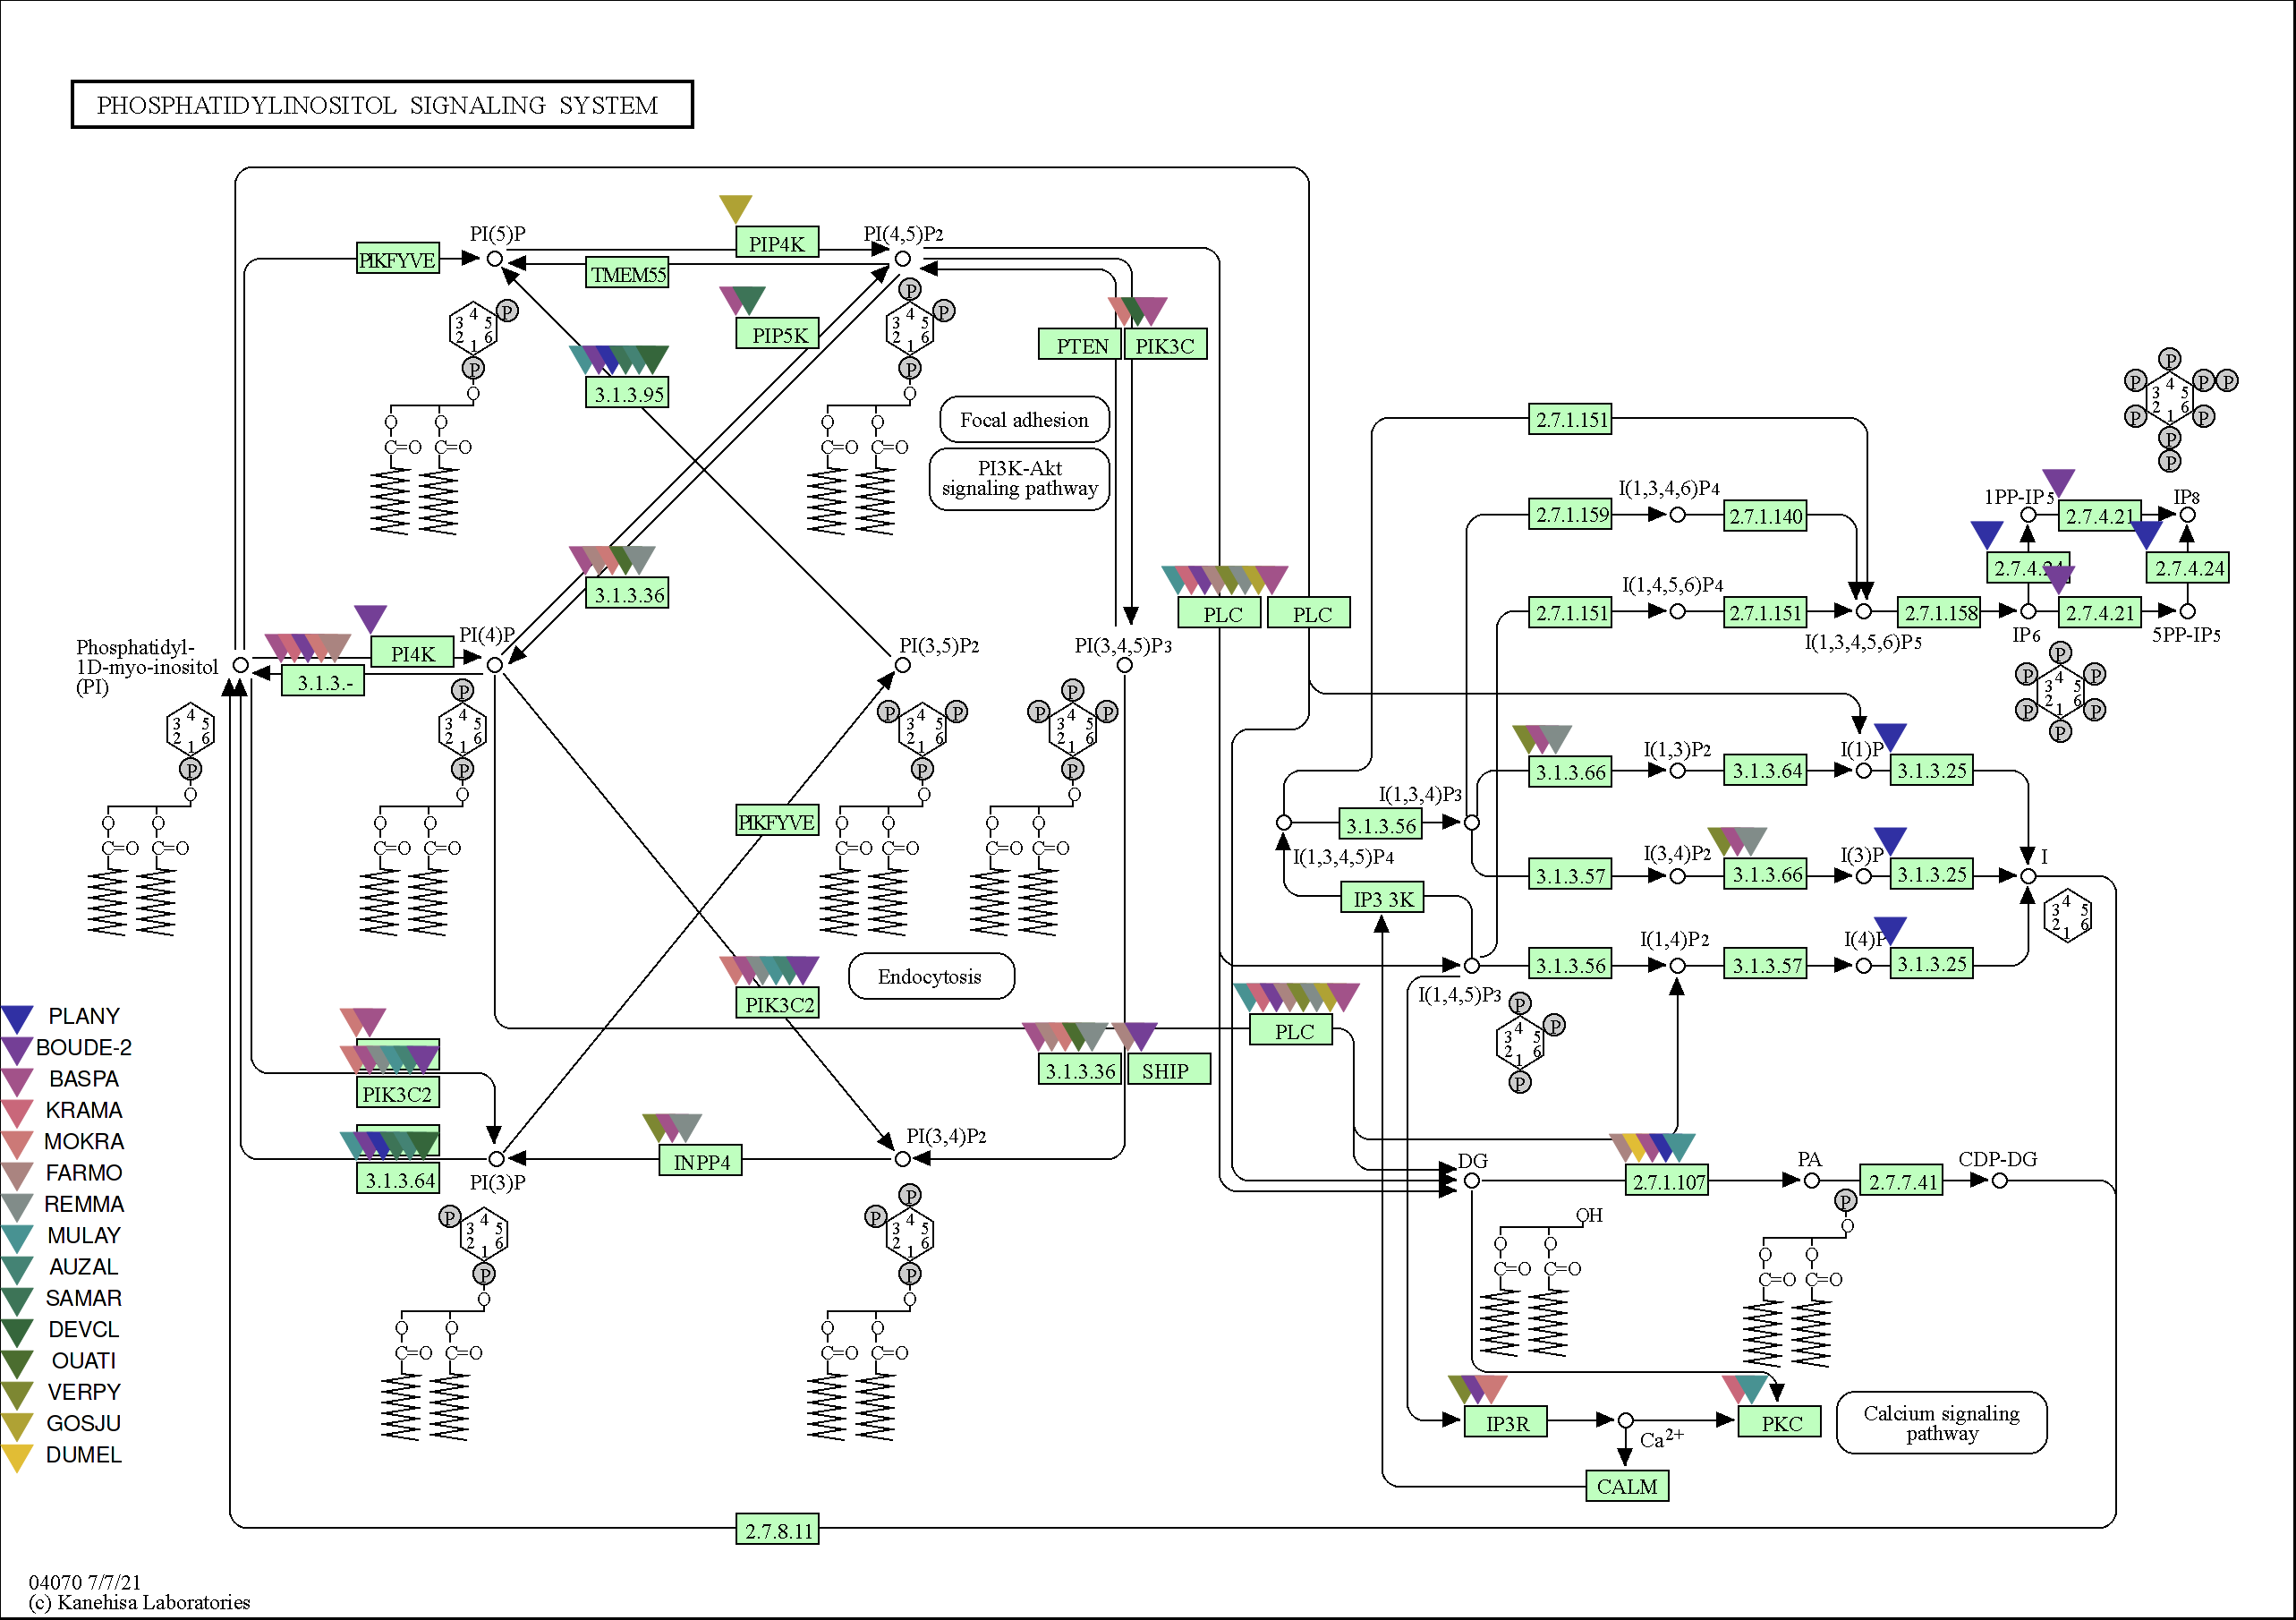 PHOSPHATIDYLINOSITOL SIGNALING SYSTEM
PIKFYVE
PI(5)P
PIP4K
TMEM55
PI(4,5)P2
PIP5K
3.1.3.95
PTEN
PIK3C
Focal adhesion
PI3K-Akt
signaling pathway
3.1.3.36
Phosphatidyl-
1D-myo-inositol
(PI)
PI4K
3.1.3.-
PI(4)P
PI(3,5)P2
PI(3,4,5)P3
PLC
PLC
2.7.1.151
2.7.1.159
I(1,3,4,6)P4
2.7.1.140
2.7.1.151
I(1,4,5,6)P4
2.7.1.151
I(1,3,4,5,6)P5
2.7.1.158
IP6
1PP-IP5
2.7.4.21
IP8
2.7.4.24
2.7.4.24
2.7.4.21
5PP-IP5
PIKFYVE
I(1,3,4)P3
3.1.3.56
I(1,3,4,5)P4
IP3 3K
3.1.3.66
I(1,3)P2
3.1.3.64
I(1)P
3.1.3.25
3.1.3.57
I(3,4)P2
3.1.3.66
I(3)P
3.1.3.25
I
3.1.3.56
I(1,4)P2
3.1.3.57
I(4)P
3.1.3.25
I(1,4,5)P3
Endocytosis
PIK3C2
PLC
3.1.3.36
SHIP
PIK3C2
3.1.3.64
PI(3)P
INPP4
PI(3,4)P2
DG
2.7.1.107
PA
2.7.7.41
CDP-DG
OH
IP3R
Ca2+
PKC
CALM
Calcium signaling
pathway
2.7.8.11
PLANY
BOUDE-2
BASPA
KRAMA
MOKRA
FARMO
REMMA
MULAY
AUZAL
SAMAR
DEVCL
OUATI
VERPY
GOSJU
DUMEL
04070 7/7/21
(c) Kanehisa Laboratories